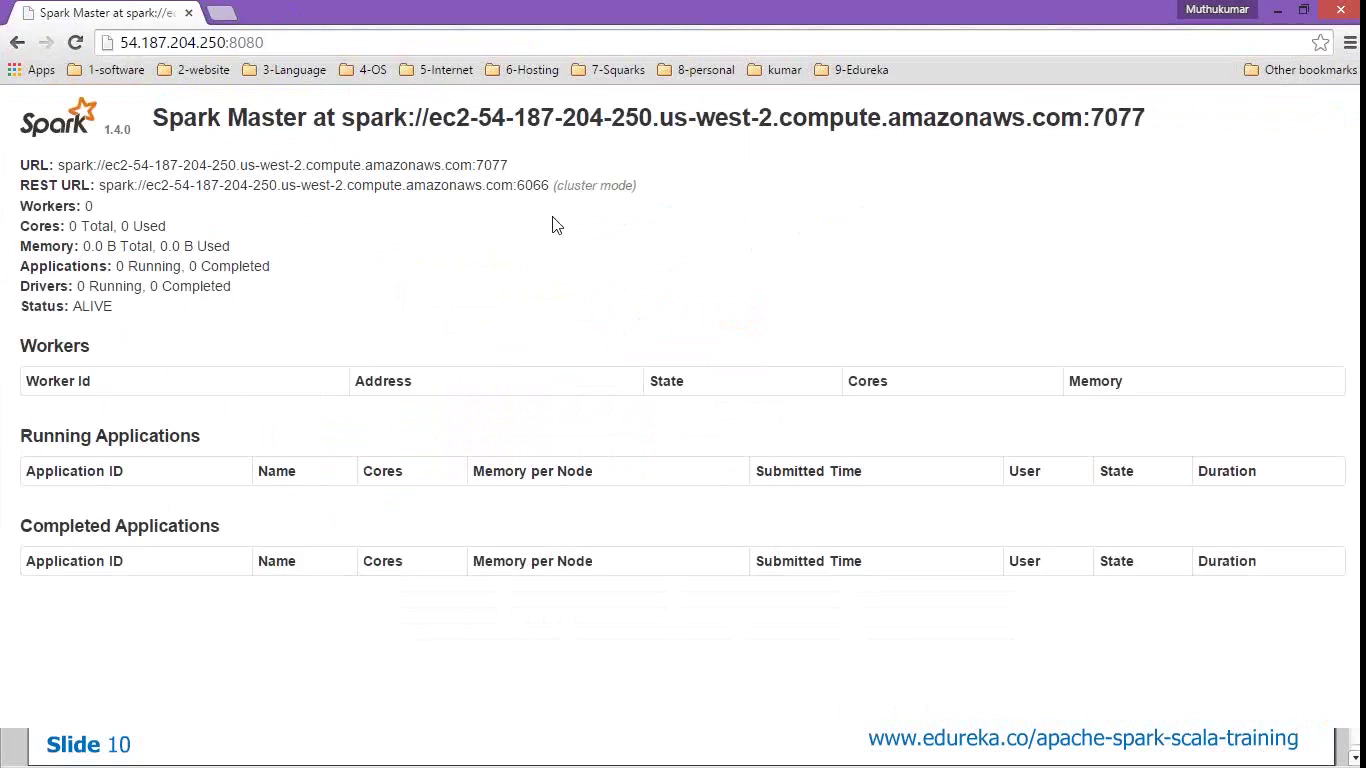 Spark Master at spark://ec
Muthukumar
54.187.204.250:8080
Apps 1-software 2-website 3-Language 4-OS 5-Internet 6-Hosting 7-Squarks 8-personal kumar 9-Edureka Other bookmarks
Spark 1.4.0 Spark Master at spark://ec2-54-187-204-250.us-west-2.compute.amazonaws.com:7077
URL: spark://ec2-54-187-204-250.us-west-2.compute.amazonaws.com:7077
REST URL: spark://ec2-54-187-204-250.us-west-2.compute.amazonaws.com:6066 (cluster mode)
Workers: 0
Cores: 0 Total, 0 Used
Memory: 0.0 B Total, 0.0 B Used
Applications: 0 Running, 0 Completed
Drivers: 0 Running, 0 Completed
Status: ALIVE
Workers
Worker Id Address State Cores Memory
Running Applications
Application ID Name Cores Memory per Node Submitted Time User State Duration
Completed Applications
Application ID Name Cores Memory per Node Submitted Time User State Duration
Slide 10 www.edureka.co/apache-spark-scala-training